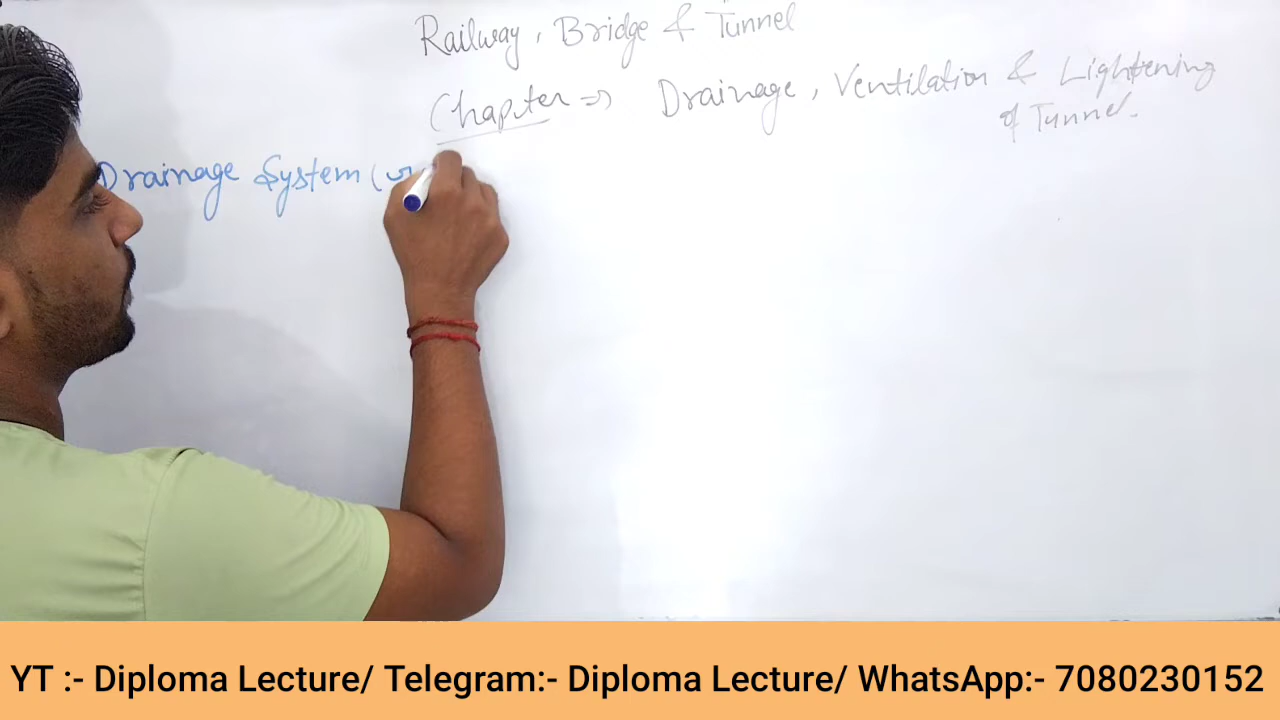 Railway, Bridge & Tunnel
Chapter => Drainage, Ventilation & Lightening
of Tunnel.
Drainage System (
YT :- Diploma Lecture/ Telegram:- Diploma Lecture/ WhatsApp:- 7080230152